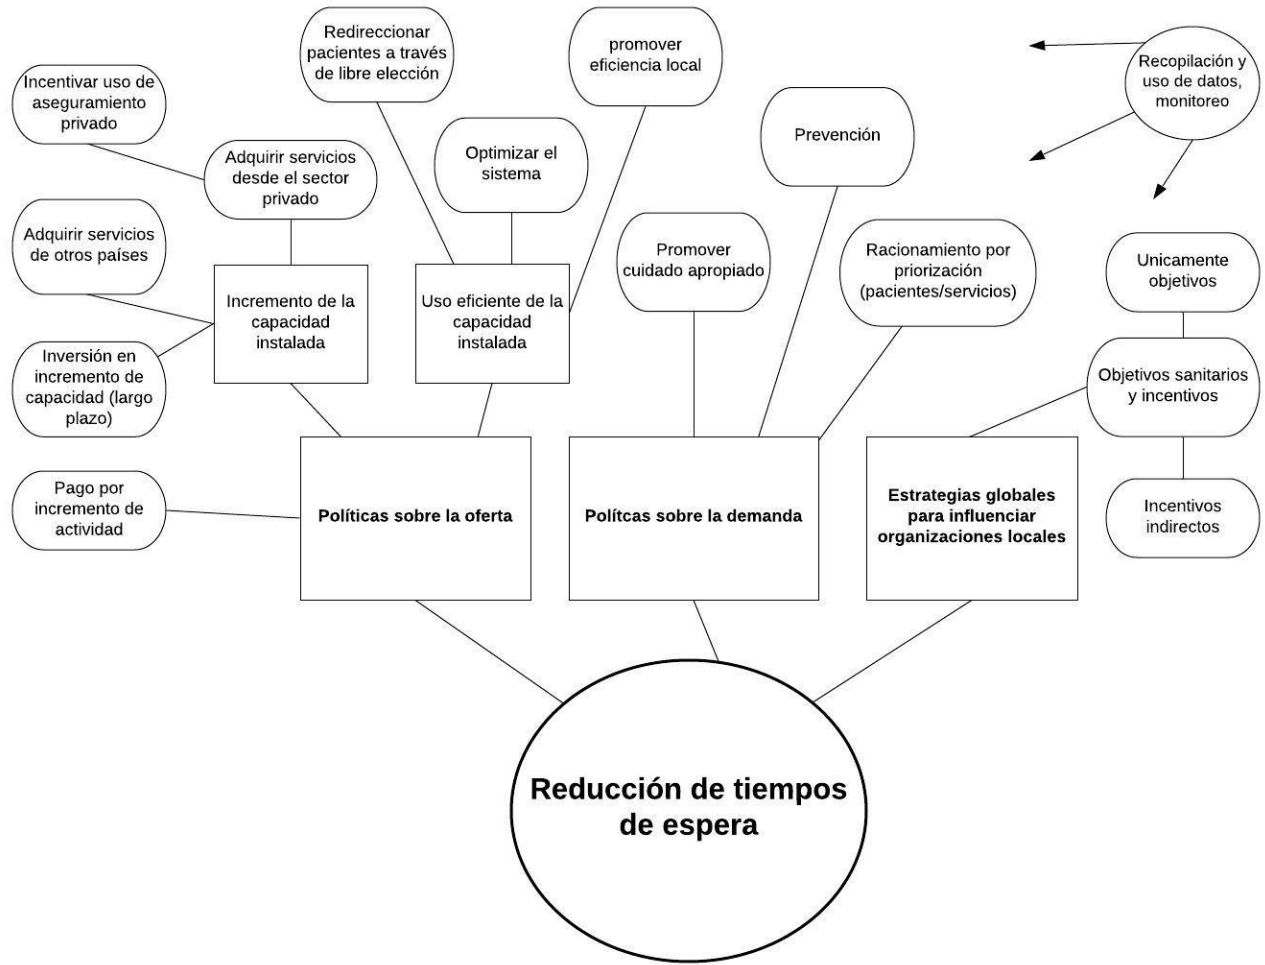 Redireccionar
pacientes a través
de libre elección
promover
eficiencia local
Recopilación y
uso de datos,
monitoreo
Incentivar uso de
aseguramiento
privado
Adquirir servicios
desde el sector
privado
Optimizar el
sistema
Prevención
Adquirir servicios
de otros países
Promover
cuidado apropiado
Racionamiento por
priorización
(pacientes/servicios)
Unicamente
objetivos
Incremento de la
capacidad
instalada
Uso eficiente de la
capacidad
instalada
Inversión en
incremento de
capacidad (largo
plazo)
Objetivos sanitarios
y incentivos
Pago por
incremento de
actividad
Políticas sobre la oferta
Polítcas sobre la demanda
Estrategias globales
para influenciar
organizaciones locales
Incentivos
indirectos
Reducción de tiempos
de espera